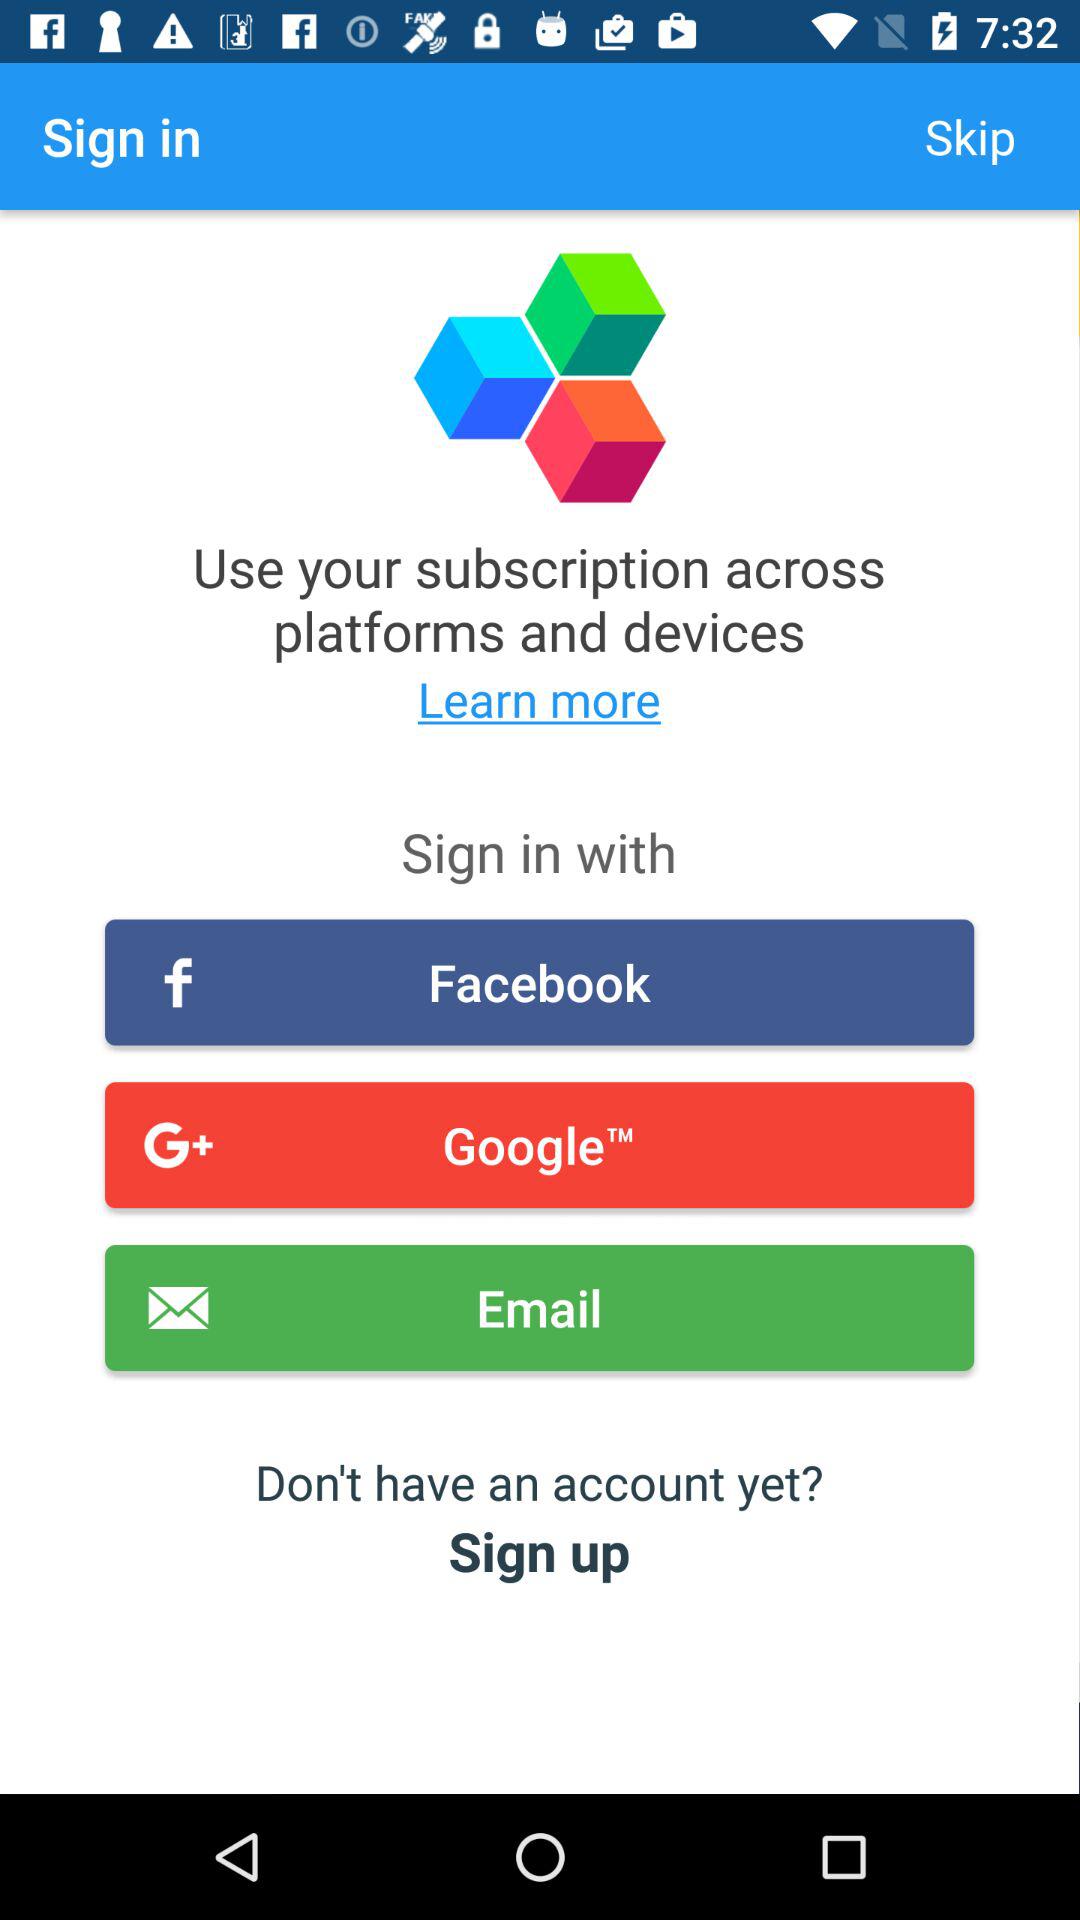 FAKE
7:32
Sign in
Skip
Use your subscription across
platforms and devices
Learn more
Sign in with
Facebook
G+ Google™
Email
Don't have an account yet?
Sign up